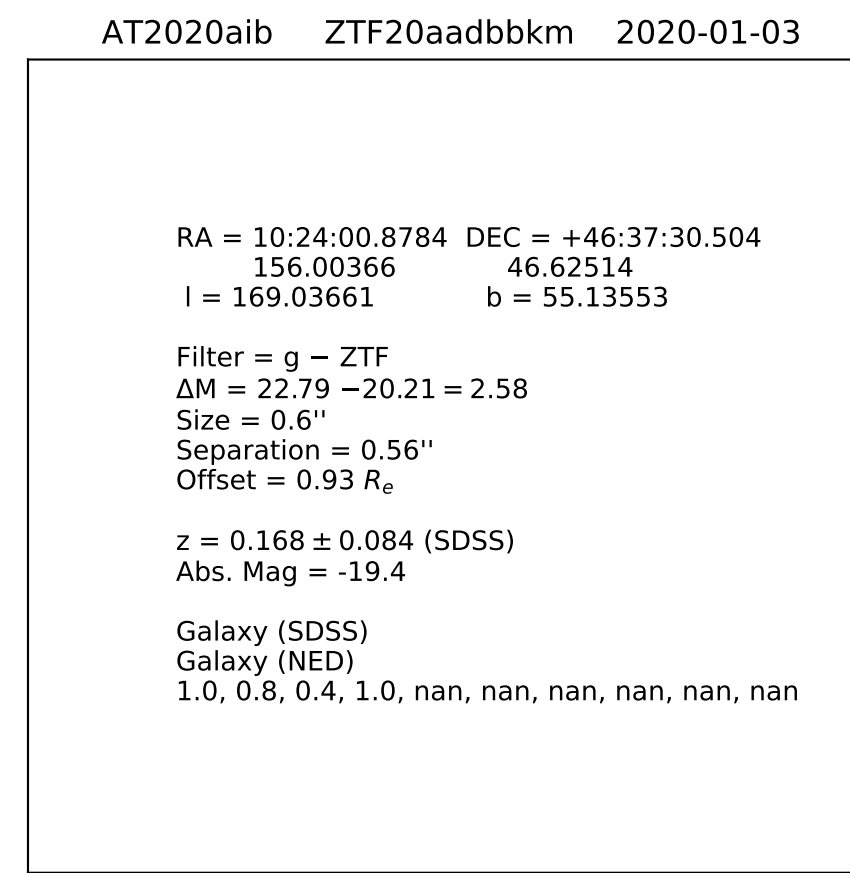 AT2020aib ZTF20aadbbkm 2020-01-03
RA = 10:24:00.8784 DEC = +46:37:30.504
156.00366 46.62514
l = 169.03661 b = 55.13553
Filter = g − ZTF
ΔM = 22.79 −20.21 = 2.58
Size = 0.6''
Separation = 0.56''
Offset = 0.93 Rₑ
z = 0.168 ± 0.084 (SDSS)
Abs. Mag = -19.4
Galaxy (SDSS)
Galaxy (NED)
1.0, 0.8, 0.4, 1.0, nan, nan, nan, nan, nan, nan